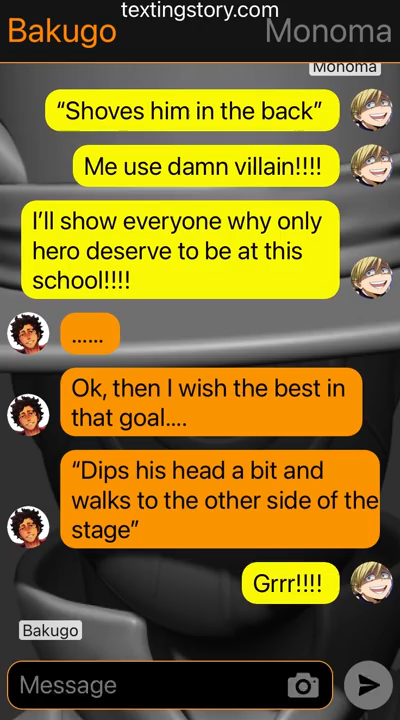 textingstory.com
Bakugo Monoma
Monoma
“Shoves him in the back”
Me use damn villain!!!!
I’ll show everyone why only
hero deserve to be at this
school!!!!
......
Ok, then I wish the best in
that goal....
“Dips his head a bit and
walks to the other side of the
stage”
Grrr!!!!
Bakugo
Message